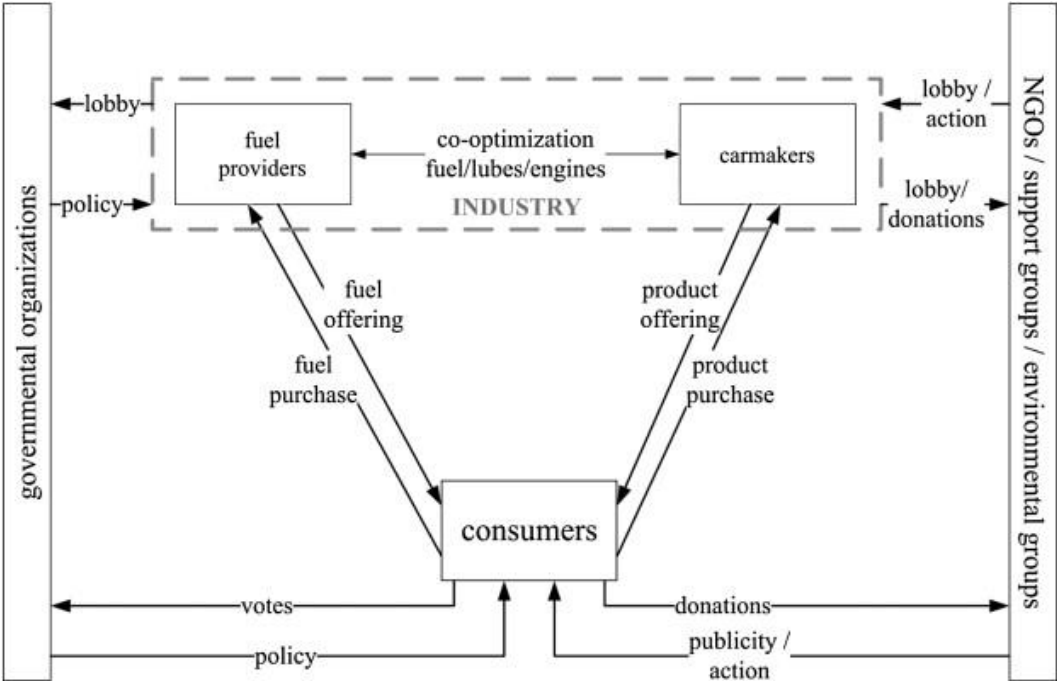 governmental organizations
lobby
policy
fuel
providers
co-optimization
fuel/lubes/engines
INDUSTRY
carmakers
lobby /
action
lobby/
donations
NGOs / support groups / environmental groups
fuel
offering
fuel
purchase
product
offering
product
purchase
consumers
votes
donations
policy
publicity /
action